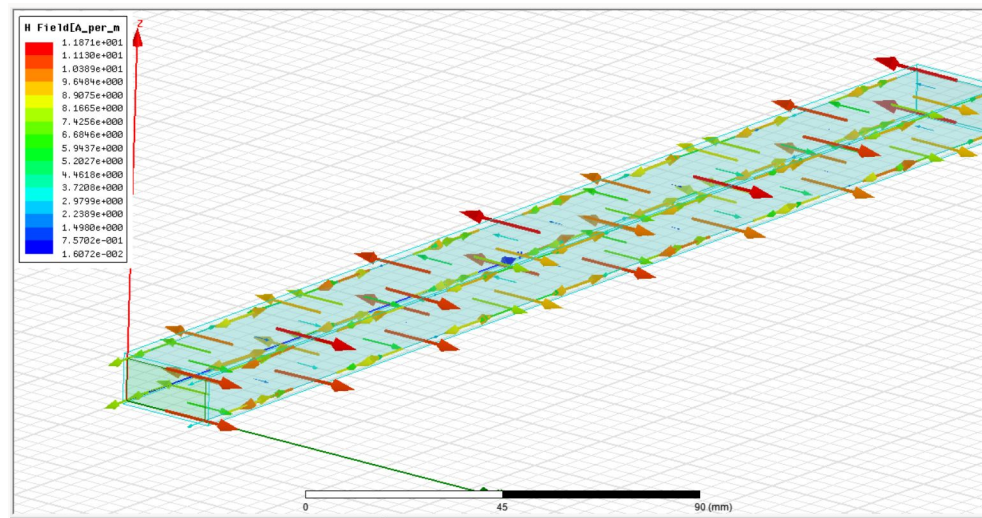 H Field[A_per_m
Z
1.1871e+001
1.1130e+001
1.0389e+001
9.6484e+000
8.9075e+000
8.1665e+000
7.4256e+000
6.6846e+000
5.9437e+000
5.2027e+000
4.4618e+000
3.7208e+000
2.9799e+000
2.2389e+000
1.4980e+000
7.5702e-001
1.6072e-002
0
45
90 (mm)